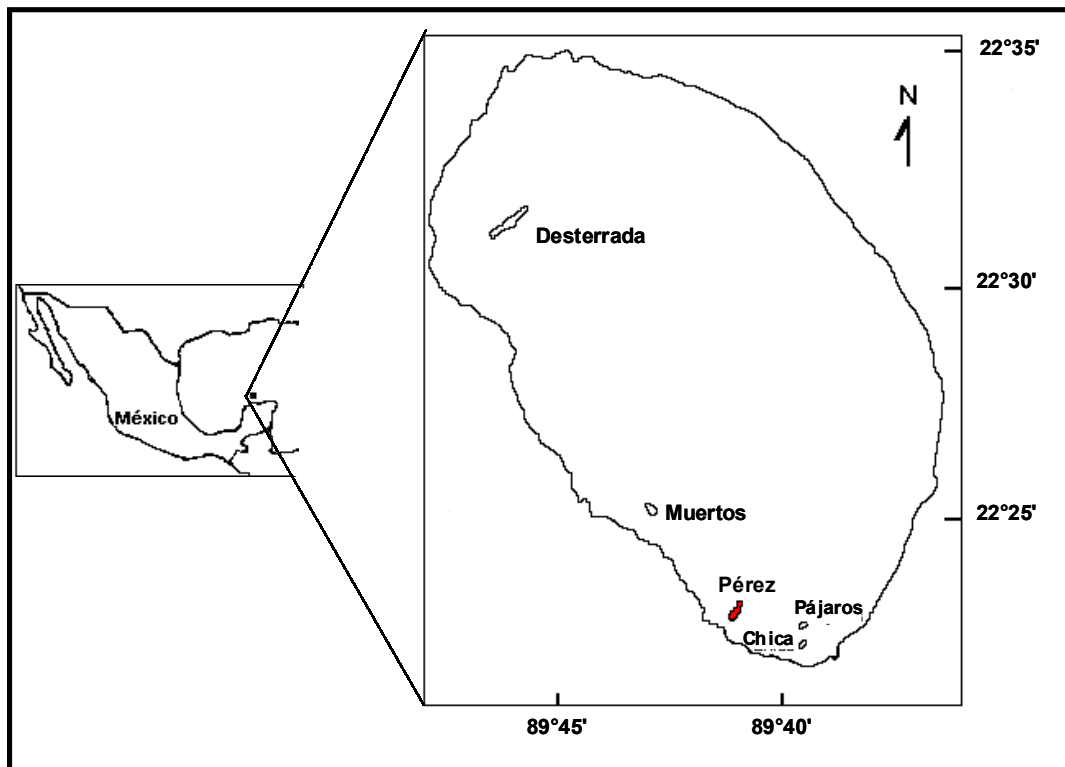 22°35'
N
Desterrada
22°30'
México
Muertos
22°25'
Pérez
Pájaros
Chica
89°45'
89°40'